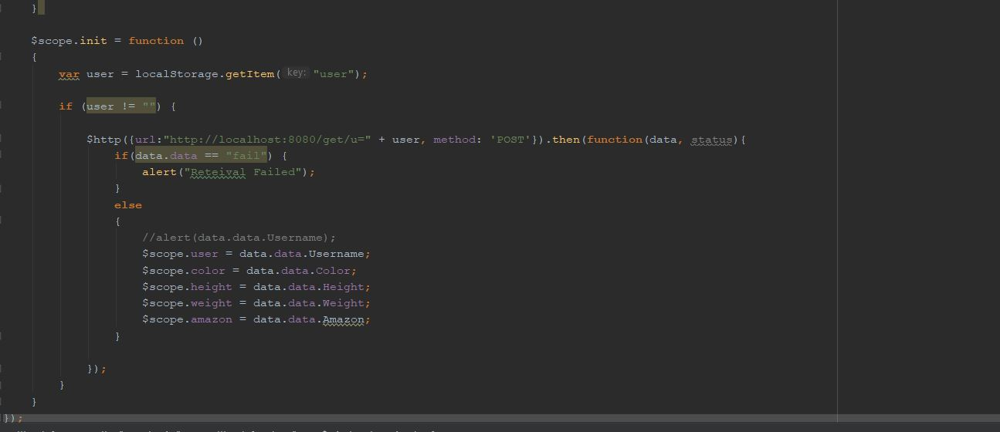 }
$scope.init = function ()
{
var user = localStorage.getItem( key: "user");
if (user != "") {
$http({url:"http://localhost:8080/get/u=" + user, method: 'POST'}).then(function(data, status){
if(data.data == "fail") {
alert("Reteival Failed");
}
else
{
//alert(data.data.Username);
$scope.user = data.data.Username;
$scope.color = data.data.Color;
$scope.height = data.data.Height;
$scope.weight = data.data.Weight;
$scope.amazon = data.data.Amazon;
}
});
}
}
});